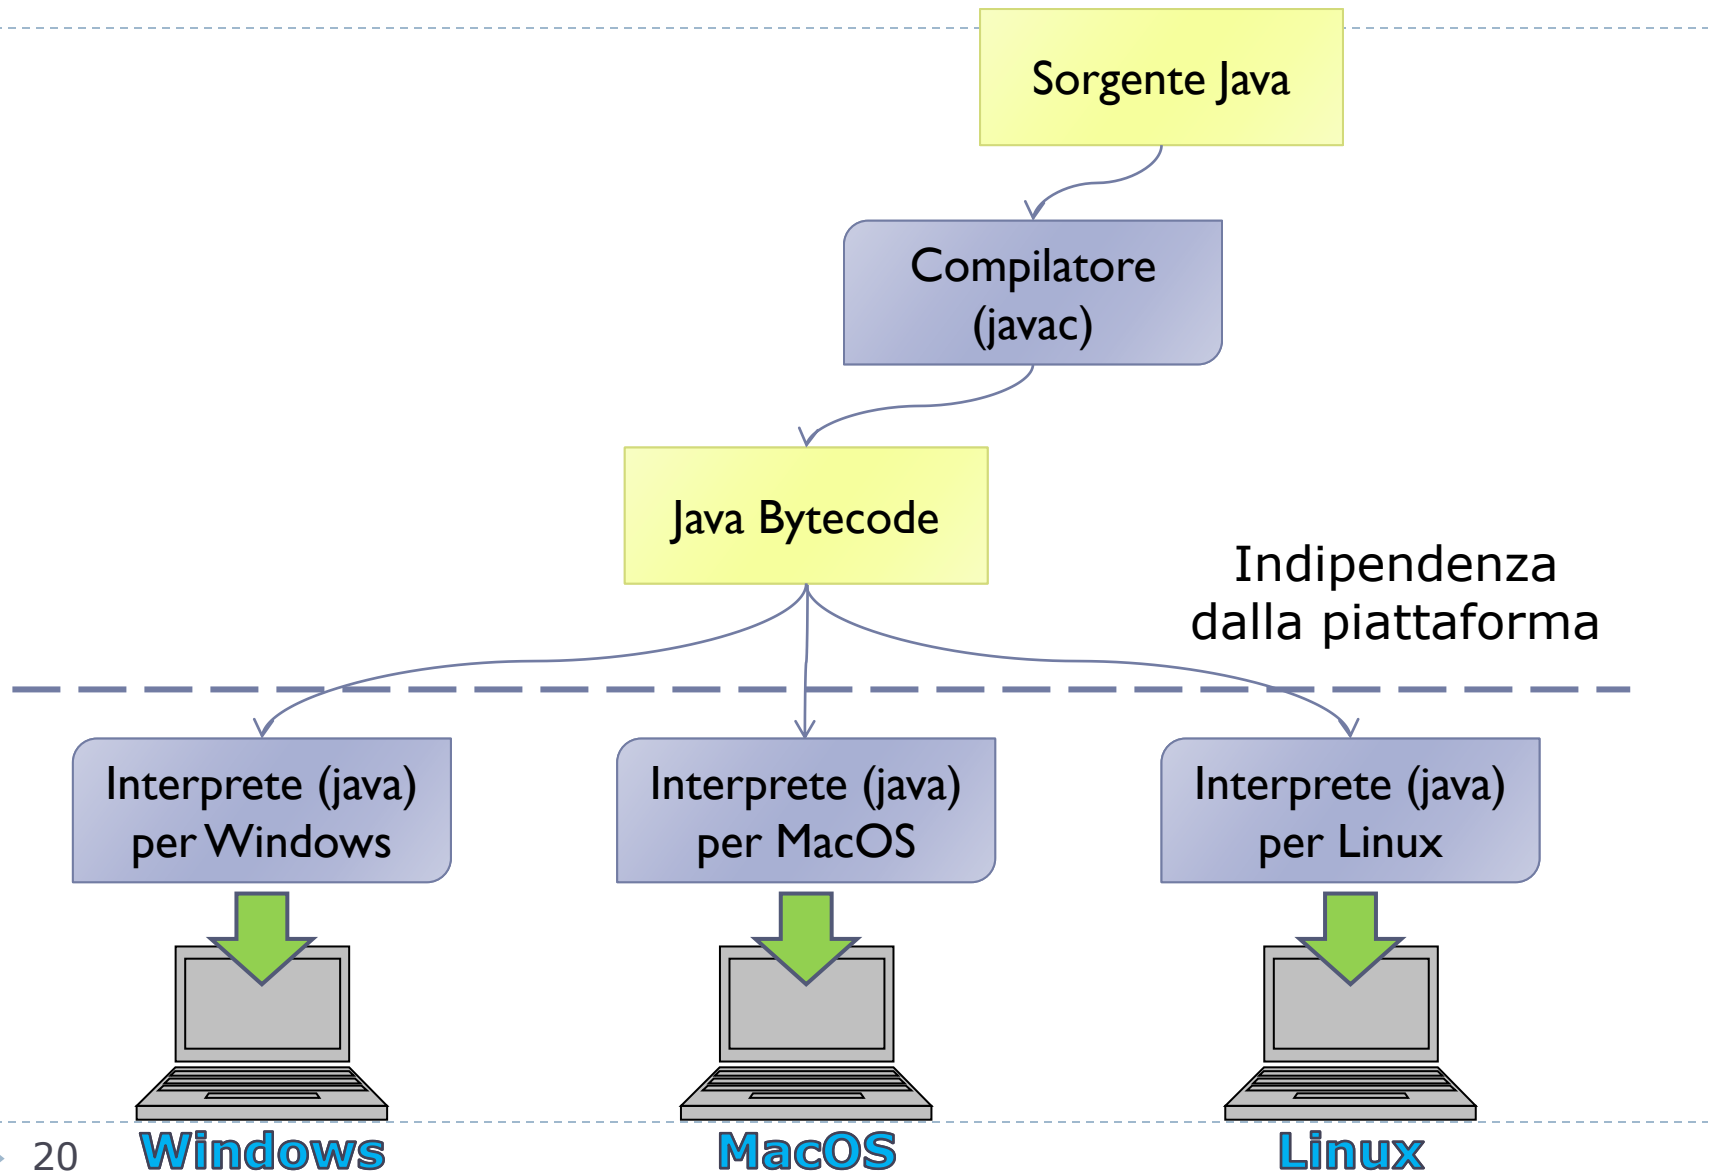 Sorgente Java
Compilatore
(javac)
Java Bytecode
Indipendenza
dalla piattaforma
Interprete (java)
per Windows
Interprete (java)
per MacOS
Interprete (java)
per Linux
Windows
MacOS
Linux
20